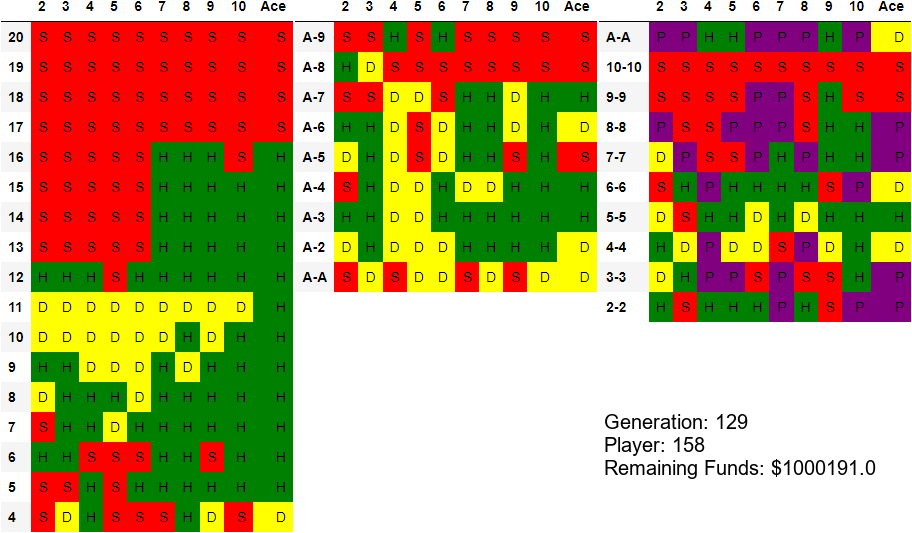 2 3 4 5 6 7 8 9 10 Ace
20 S S S S S S S S S S
19 S S S S S S S S S S
18 S S S S S S S S S S
17 S S S S S S S S S S
16 S S S S S H H H S H
15 S S S S S H H H H H
14 S S S S S H H H H H
13 S S S S S H H H H H
12 H H H S H H H H H H
11 D D D D D D D D D H
10 D D D D D D H D H H
9 H H D D D H D H H H
8 D H H H D H H H H H
7 S H H D H H H H H H
6 H H S S S H H S H H
5 S S H S H H H H H H
4 S D H S S S H D S D
2 3 4 5 6 7 8 9 10 Ace
A-9 S S H S H S S S S S
A-8 H D S S S S S S S S
A-7 S S D D S H H D H H
A-6 H H D S D H H D H D
A-5 D H D S D H H S H S
A-4 S H D D H D D H H H
A-3 H H D D H H H H H H
A-2 D H D D D H H H H D
A-A S D S D D S D S D D
2 3 4 5 6 7 8 9 10 Ace
A-A P P H H P P P H P D
10-10 S S S S S S S S S S
9-9 S S S S P P S H S S
8-8 P S S P P P S H H P
7-7 D P S S P H P H H P
6-6 S H P H H H H S P D
5-5 D S H H D H D H H H
4-4 H D P D D S P D H D
3-3 D H P P S P S S H P
2-2 H S H H H P H S P P
Generation: 129
Player: 158
Remaining Funds: $1000191.0